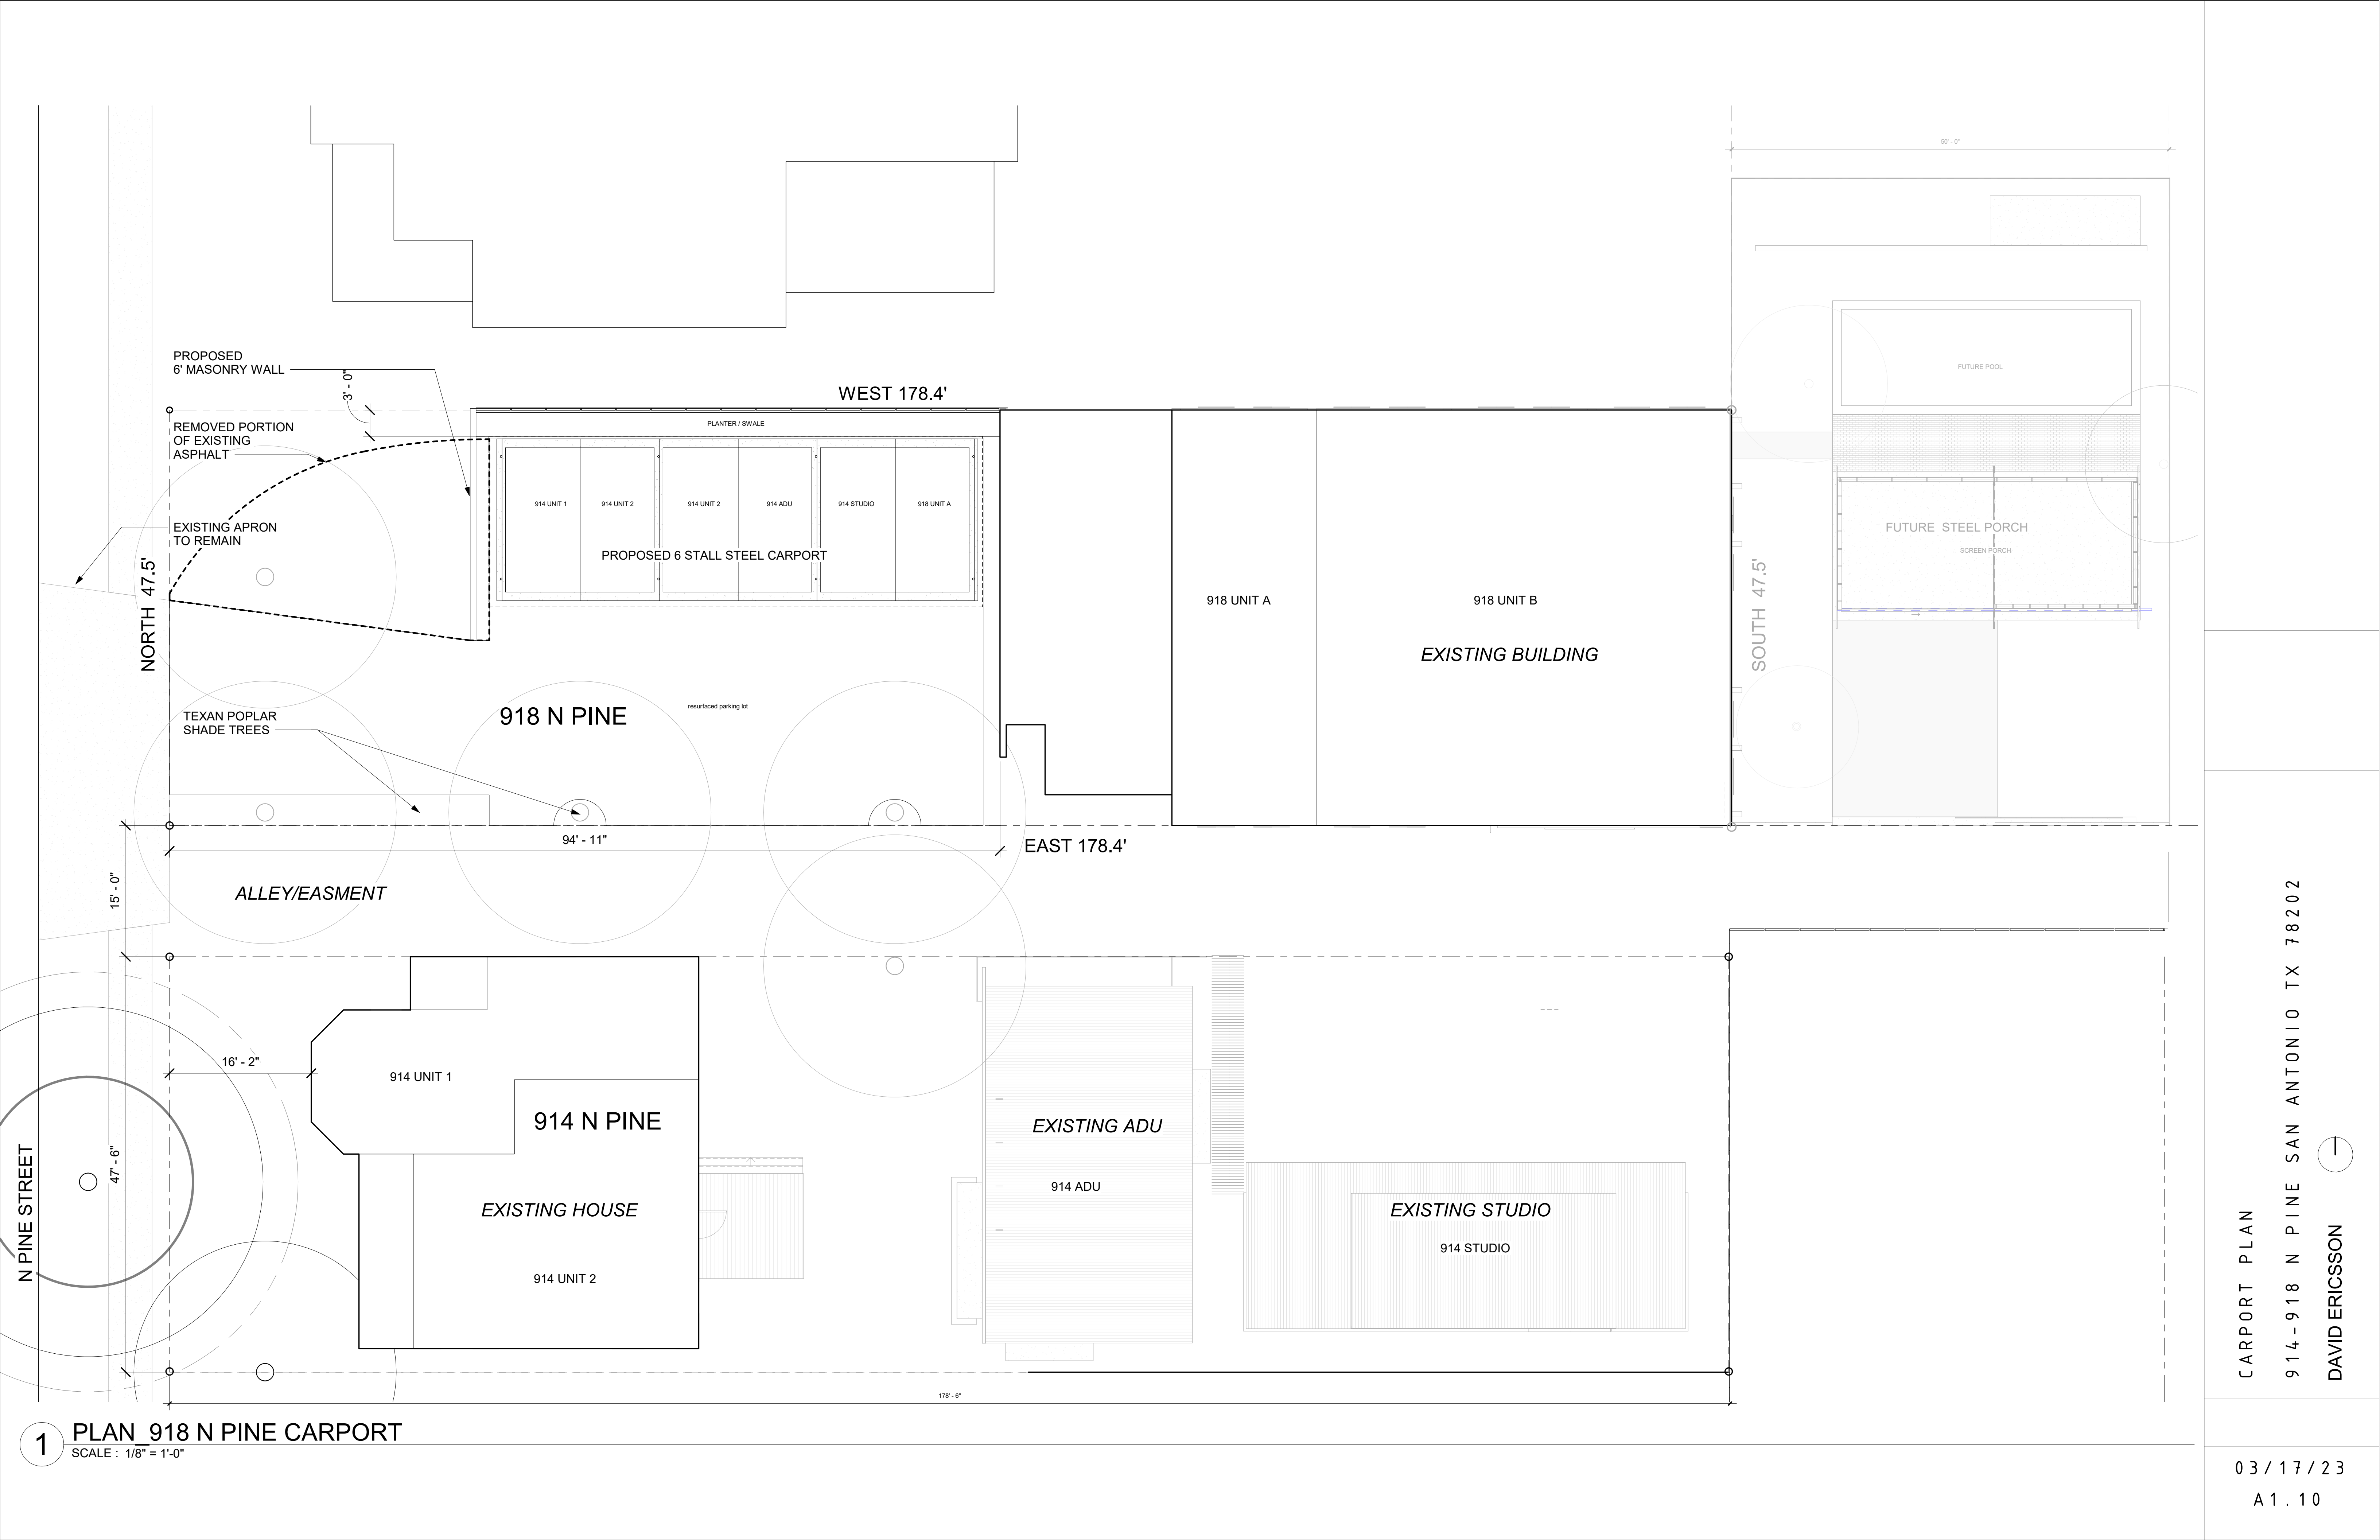 50' - 0"
PROPOSED
6' MASONRY WALL
3' - 0"
WEST 178.4'
FUTURE POOL
REMOVED PORTION
OF EXISTING
ASPHALT
PLANTER / SWALE
914 UNIT 1
914 UNIT 2
914 UNIT 2
914 ADU
914 STUDIO
918 UNIT A
EXISTING APRON
TO REMAIN
PROPOSED 6 STALL STEEL CARPORT
FUTURE STEEL PORCH
SCREEN PORCH
NORTH 47.5'
918 UNIT A
918 UNIT B
EXISTING BUILDING
SOUTH 47.5'
TEXAN POPLAR
SHADE TREES
918 N PINE
resurfaced parking lot
94' - 11"
EAST 178.4'
15' - 0"
ALLEY/EASMENT
16' - 2"
914 UNIT 1
914 N PINE
EXISTING ADU
47' - 6"
914 ADU
N PINE STREET
EXISTING HOUSE
EXISTING STUDIO
914 STUDIO
914 UNIT 2
178' - 6"
1
PLAN_918 N PINE CARPORT
SCALE : 1/8" = 1'-0"
CARPORT PLAN
914-918 N PINE SAN ANTONIO TX 78202
DAVID ERICSSON
03/17/23
A1.10